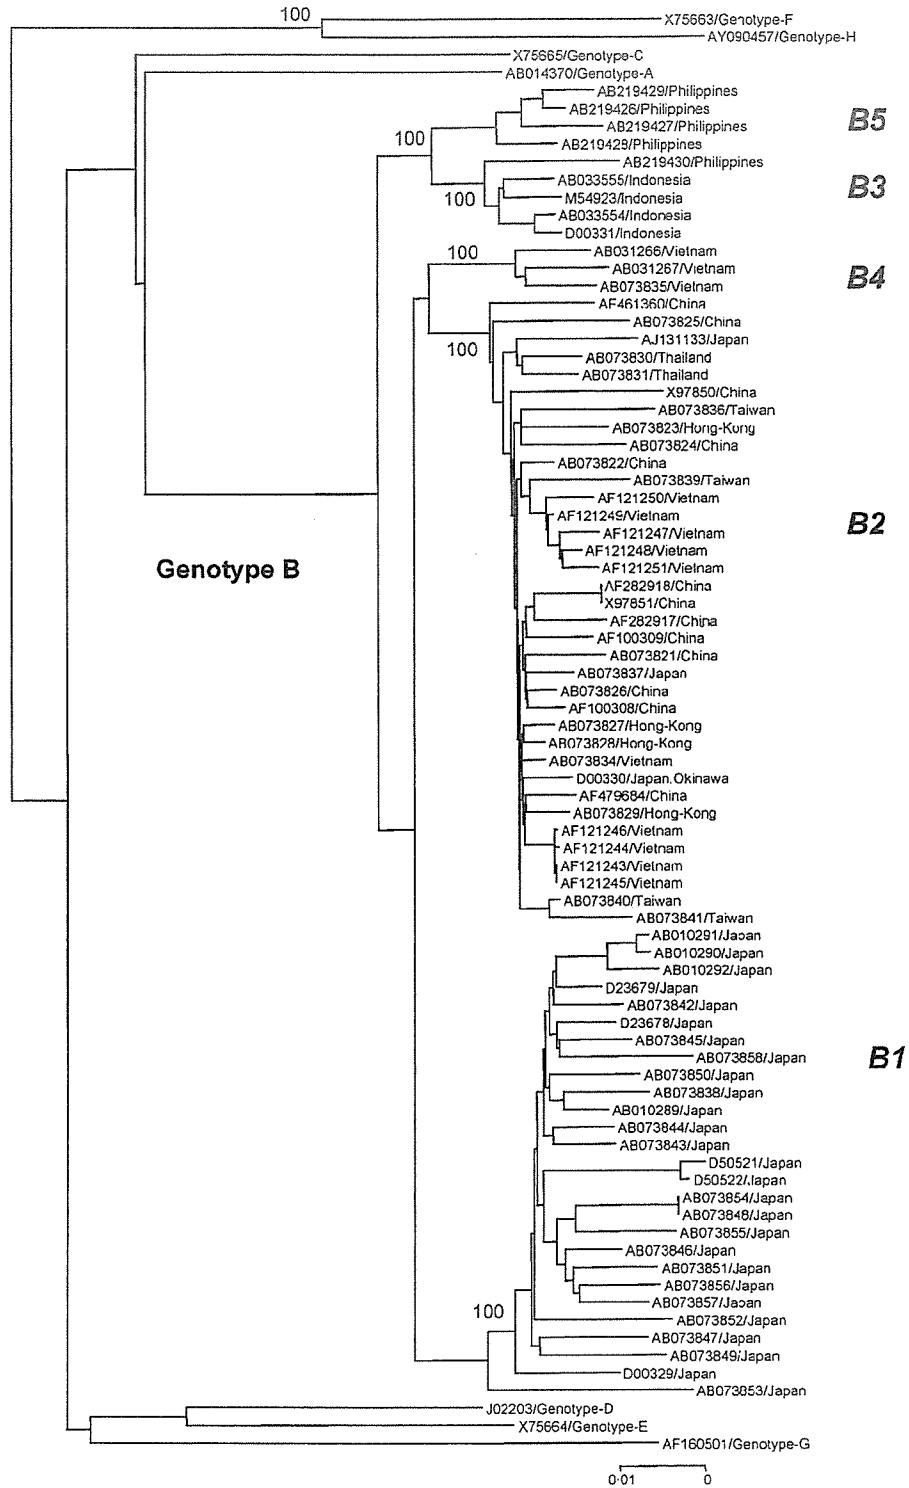 100
X75663/Genotype-F
AY090457/Genotype-H
X75665/Genotype-C
AB014370/Genotype-A
AB219429/Philippines
AB219426/Philippines
B5
AB219427/Philippines
100
AB219428/Philippines
AB219430/Philippines
AB033555/Indonesia
B3
M54923/Indonesia
100
AB033554/Indonesia
D00331/Indonesia
AB031266/Vietnam
100
AB031267/Vietnam
B4
AB073835/Vietnam
AF461360/China
AB073825/China
AJ131133/Japan
100
AB073830/Thailand
AB073831/Thailand
X97850/China
AB073836/Taiwan
AB073823/Hong-Kong
AB073824/China
AB073822/China
AB073839/Taiwan
AF121250/Vietnam
AF121249/Vietnam
B2
AF121247/Vietnam
AF121248/Vietnam
AF121251/Vietnam
Genotype B
AF282918/China
X97851/China
AF282917/China
AF100309/China
AB073821/China
AB073837/Japan
AB073826/China
AF100308/China
AB073827/Hong-Kong
AB073828/Hong-Kong
AB073834/Vietnam
D00330/Japan.Okinawa
AF479684/China
AB073829/Hong-Kong
AF121246/Vietnam
AF121244/Vietnam
AF121243/Vietnam
AF121245/Vietnam
AB073840/Taiwan
AB073841/Taiwan
AB010291/Japan
AB010290/Japan
AB010292/Japan
D23679/Japan
AB073842/Japan
D23678/Japan
AB073845/Japan
AB073858/Japan
B1
AB073850/Japan
AB073838/Japan
AB010289/Japan
AB073844/Japan
AB073843/Japan
D50521/Japan
D50522/Japan
AB073854/Japan
AB073848/Japan
AB073855/Japan
AB073846/Japan
AB073851/Japan
AB073856/Japan
AB073857/Japan
100
AB073852/Japan
AB073847/Japan
AB073849/Japan
D00329/Japan
AB073853/Japan
J02203/Genotype-D
X75664/Genotype-E
AF160501/Genotype-G
0·01 0